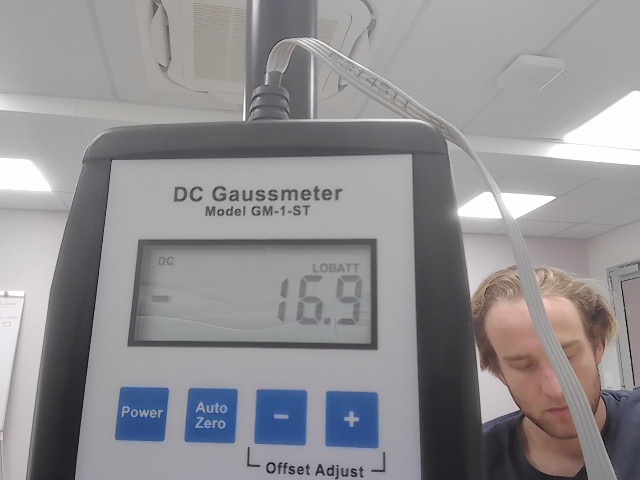 DC Gaussmeter
Model GM-1-ST
DC
LOBATT
- 16.9
Power
Auto
Zero
-
+
Offset Adjust